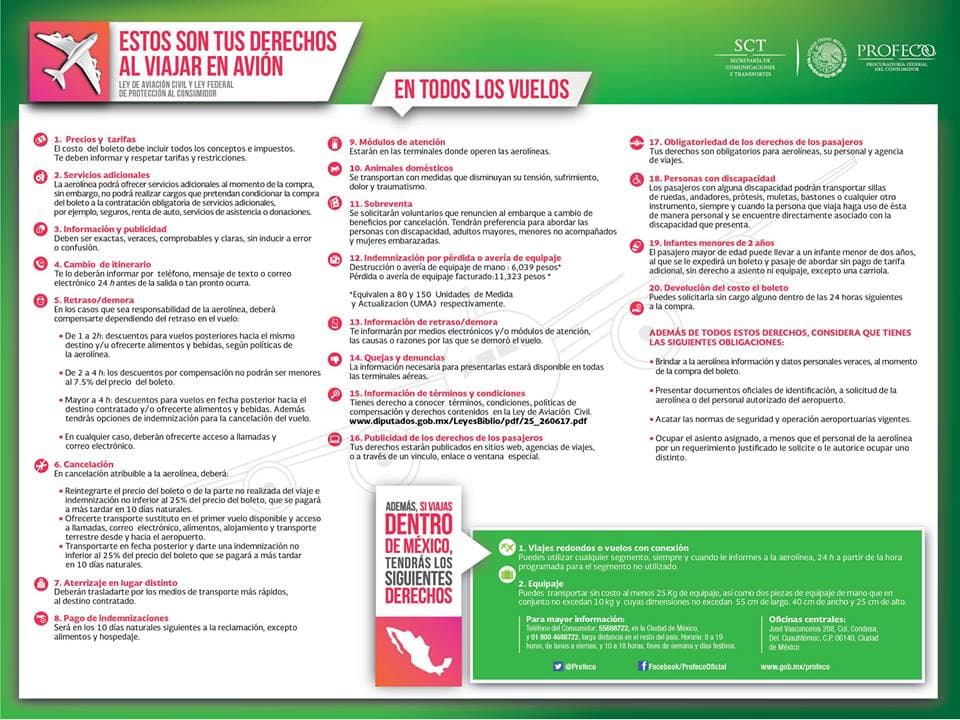 ESTOS SON TUS DERECHOS
AL VIAJAR EN AVIÓN
LEY DE AVIACIÓN CIVIL Y LEY FEDERAL
DE PROTECCIÓN AL CONSUMIDOR
EN TODOS LOS VUELOS
SCT
SECRETARÍA DE
COMUNICACIONES
Y TRANSPORTES
PROFECO
PROCURADURÍA FEDERAL
DEL CONSUMIDOR
1. Precios y tarifas
El costo del boleto debe incluir todos los conceptos e impuestos.
Te deben informar y respetar tarifas y restricciones.
2. Servicios adicionales
La aerolínea podrá ofrecer servicios adicionales al momento de la compra,
sin embargo, no podrá realizar cargos que pretendan condicionar la compra
del boleto a la contratación obligatoria de servicios adicionales,
por ejemplo, seguros, renta de auto, servicios de asistencia o donaciones.
3. Información y publicidad
Deben ser exactas, veraces, comprobables y claras, sin inducir a error
o confusión.
4. Cambio de itinerario
Te lo deberán informar por teléfono, mensaje de texto o correo
electrónico 24 h antes de la salida o tan pronto ocurra.
5. Retraso/demora
En los casos que sea responsabilidad de la aerolínea, deberá
compensarte dependiendo del retraso en el vuelo:
• De 1 a 2h: descuentos para vuelos posteriores hacia el mismo
destino y/u ofrecerte alimentos y bebidas, según políticas de
la aerolínea.
• De 2 a 4 h: los descuentos por compensación no podrán ser menores
al 7.5% del precio del boleto.
• Mayor a 4 h: descuentos para vuelos en fecha posterior hacia el
destino contratado y/o ofrecerte alimentos y bebidas. Además
tendrás opciones de indemnización para la cancelación del vuelo.
• En cualquier caso, deberán ofrecerte acceso a llamadas y
correo electrónico.
6. Cancelación
En cancelación atribuible a la aerolínea, deberá:
• Reintegrarte el precio del boleto o de la parte no realizada del viaje e
indemnización no inferior al 25% del precio del boleto, que se pagará
a más tardar en 10 días naturales.
• Ofrecerte transporte sustituto en el primer vuelo disponible y acceso
a llamadas, correo electrónico, alimentos, alojamiento y transporte
terrestre desde y hacia el aeropuerto.
• Transportarte en fecha posterior y darte una indemnización no
inferior al 25% del precio del boleto que se pagará a más tardar
en 10 días naturales.
7. Aterrizaje en lugar distinto
Deberán trasladarte por los medios de transporte más rápidos,
al destino contratado.
8. Pago de indemnizaciones
Será en los 10 días naturales siguientes a la reclamación, excepto
alimentos y hospedaje.
9. Módulos de atención
Estarán en las terminales donde operen las aerolíneas.
10. Animales domésticos
Se transportan con medidas que disminuyan su tensión, sufrimiento,
dolor y traumatismo.
11. Sobreventa
Se solicitarán voluntarios que renuncien al embarque a cambio de
beneficios por cancelación. Tendrán preferencia para abordar las
personas con discapacidad, adultos mayores, menores no acompañados
y mujeres embarazadas.
12. Indemnización por pérdida o avería de equipaje
Destrucción o avería de equipaje de mano : 6,039 pesos*
Pérdida o avería de equipaje facturado:11,323 pesos *
*Equivalen a 80 y 150 Unidades de Medida
y Actualizacion (UMA) respectivamente.
13. Información de retraso/demora
Te informarán por medios electrónicos y/o módulos de atención,
las causas o razones por las que se demoró el vuelo.
14. Quejas y denuncias
La información necesaria para presentarlas estará disponible en todas
las terminales aéreas.
15. Información de términos y condiciones
Tienes derecho a conocer términos, condiciones, políticas de
compensación y derechos contenidos en la Ley de Aviación Civil.
www.diputados.gob.mx/LeyesBiblio/pdf/25_260617.pdf
16. Publicidad de los derechos de los pasajeros
Tus derechos estarán publicados en sitios web, agencias de viajes,
o a través de un vínculo, enlace o ventana especial.
17. Obligatoriedad de los derechos de los pasajeros
Tus derechos son obligatorios para aerolíneas, su personal y agencia
de viajes.
18. Personas con discapacidad
Los pasajeros con alguna discapacidad podrán transportar sillas
de ruedas, andadores, prótesis, muletas, bastones o cualquier otro
instrumento, siempre y cuando la persona que viaja haga uso de ésta
de manera personal y se encuentre directamente asociado con la
discapacidad que presenta.
19. Infantes menores de 2 años
El pasajero mayor de edad puede llevar a un infante menor de dos años,
al que se le expedirá un boleto y pasaje de abordar sin pago de tarifa
adicional, sin derecho a asiento ni equipaje, excepto una carriola.
20. Devolución del costo el boleto
Puedes solicitarla sin cargo alguno dentro de las 24 horas siguientes
a la compra.
ADEMÁS DE TODOS ESTOS DERECHOS, CONSIDERA QUE TIENES
LAS SIGUIENTES OBLIGACIONES:
• Brindar a la aerolínea información y datos personales veraces, al momento
de la compra del boleto.
• Presentar documentos oficiales de identificación, a solicitud de la
aerolínea o del personal autorizado del aeropuerto.
• Acatar las normas de seguridad y operación aeroportuarias vigentes.
• Ocupar el asiento asignado, a menos que el personal de la aerolínea
por un requerimiento justificado le solicite o le autorice ocupar uno
distinto.
ADEMÁS, SI VIAJAS
DENTRO
DE MÉXICO,
TENDRÁS LOS
SIGUIENTES
DERECHOS
1. Viajes redondos o vuelos con conexión
Puedes utilizar cualquier segmento, siempre y cuando le informes a la aerolínea, 24 h a partir de la hora
programada para el segmento no utilizado.
2. Equipaje
Puedes transportar sin costo al menos 25 Kg de equipaje, así como dos piezas de equipaje de mano que en
conjunto no excedan 10 kg y cuyas dimensiones no excedan 55 cm de largo. 40 cm de ancho y 25 cm de alto.
Para mayor información:
Teléfono del Consumidor: 55688722, en la Ciudad de México,
y 01 800 4688722, larga distancia en el resto del país. Horario: 9 a 19
horas, de lunes a viernes, y 10 a 18 horas, fines de semana y días festivos.
Oficinas centrales:
José Vasconcelos 208, Col. Condesa,
Del. Cuauhtémoc, C.P. 06140, Ciudad
de México
@Profeco
Facebook/ProfecoOficial
www.gob.mx/profeco